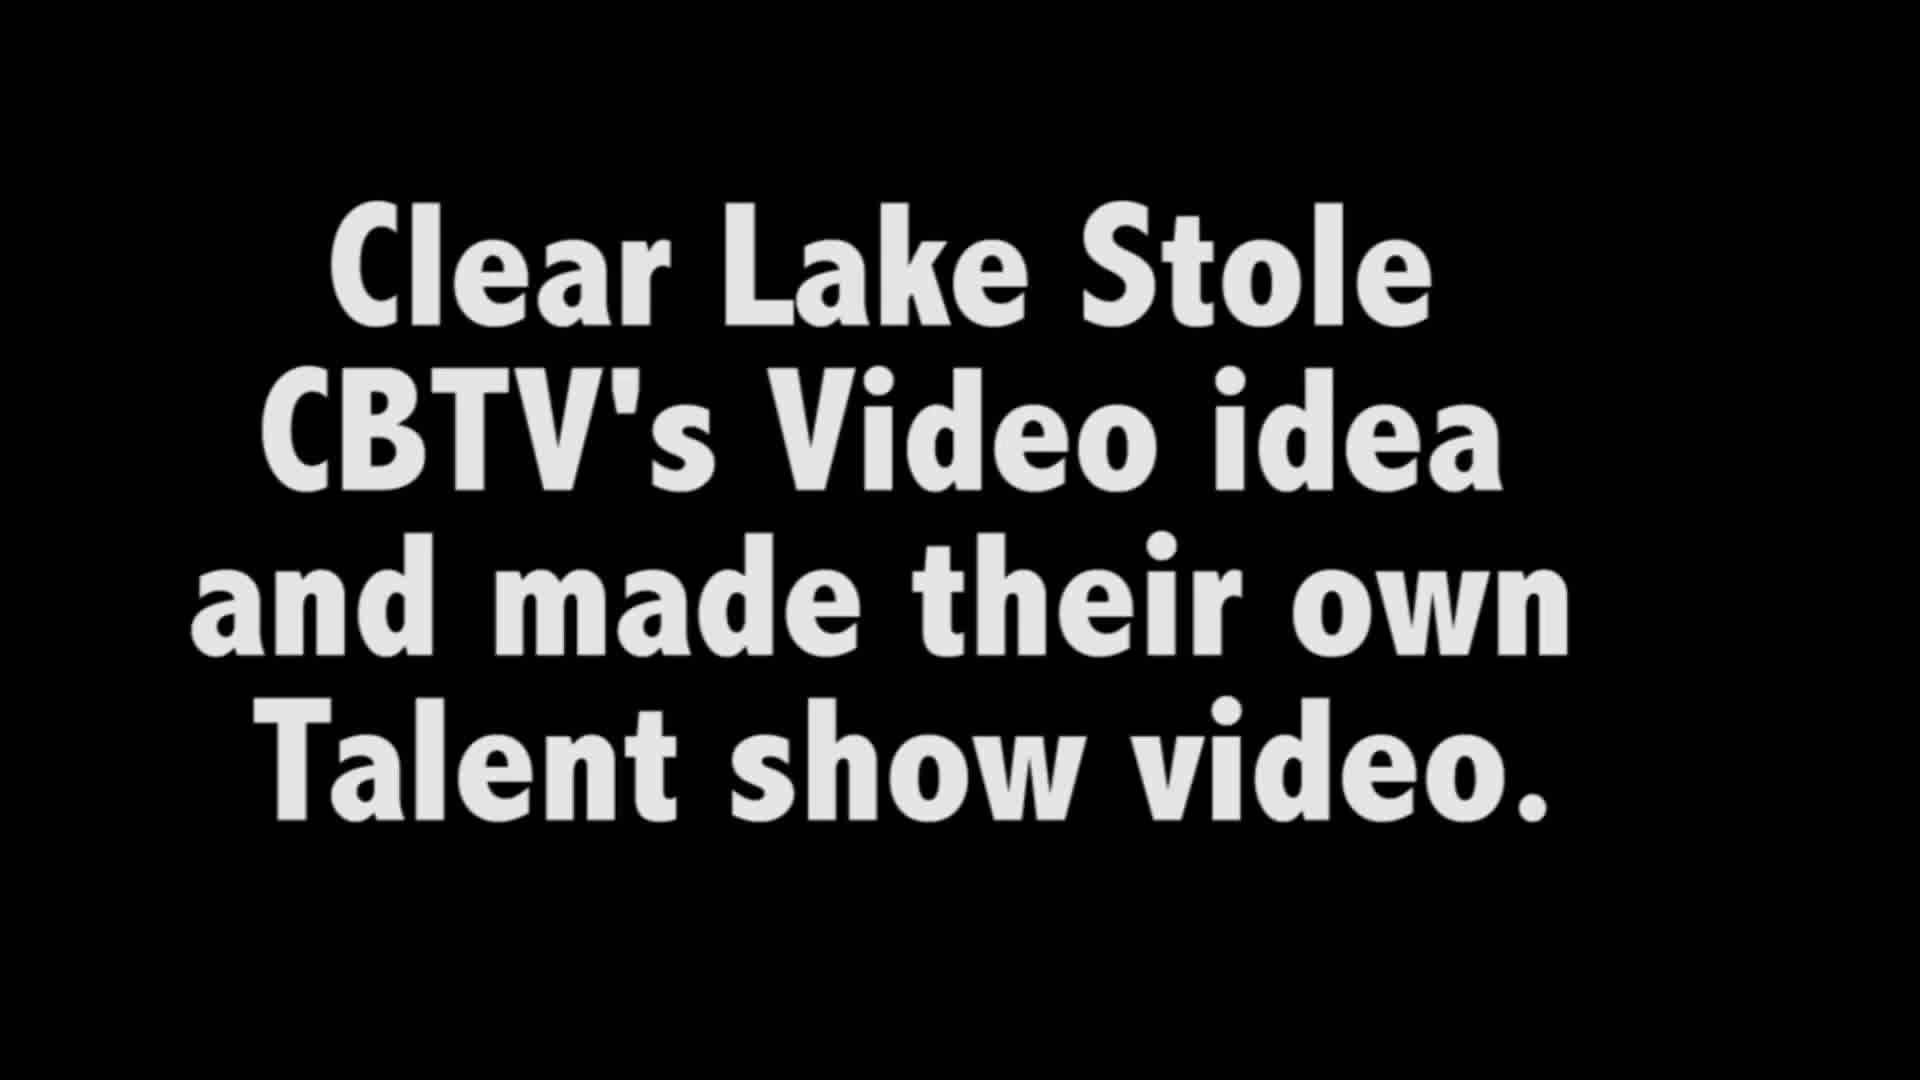 Clear Lake Stole
CBTV's Video idea
and made their own
Talent show video.